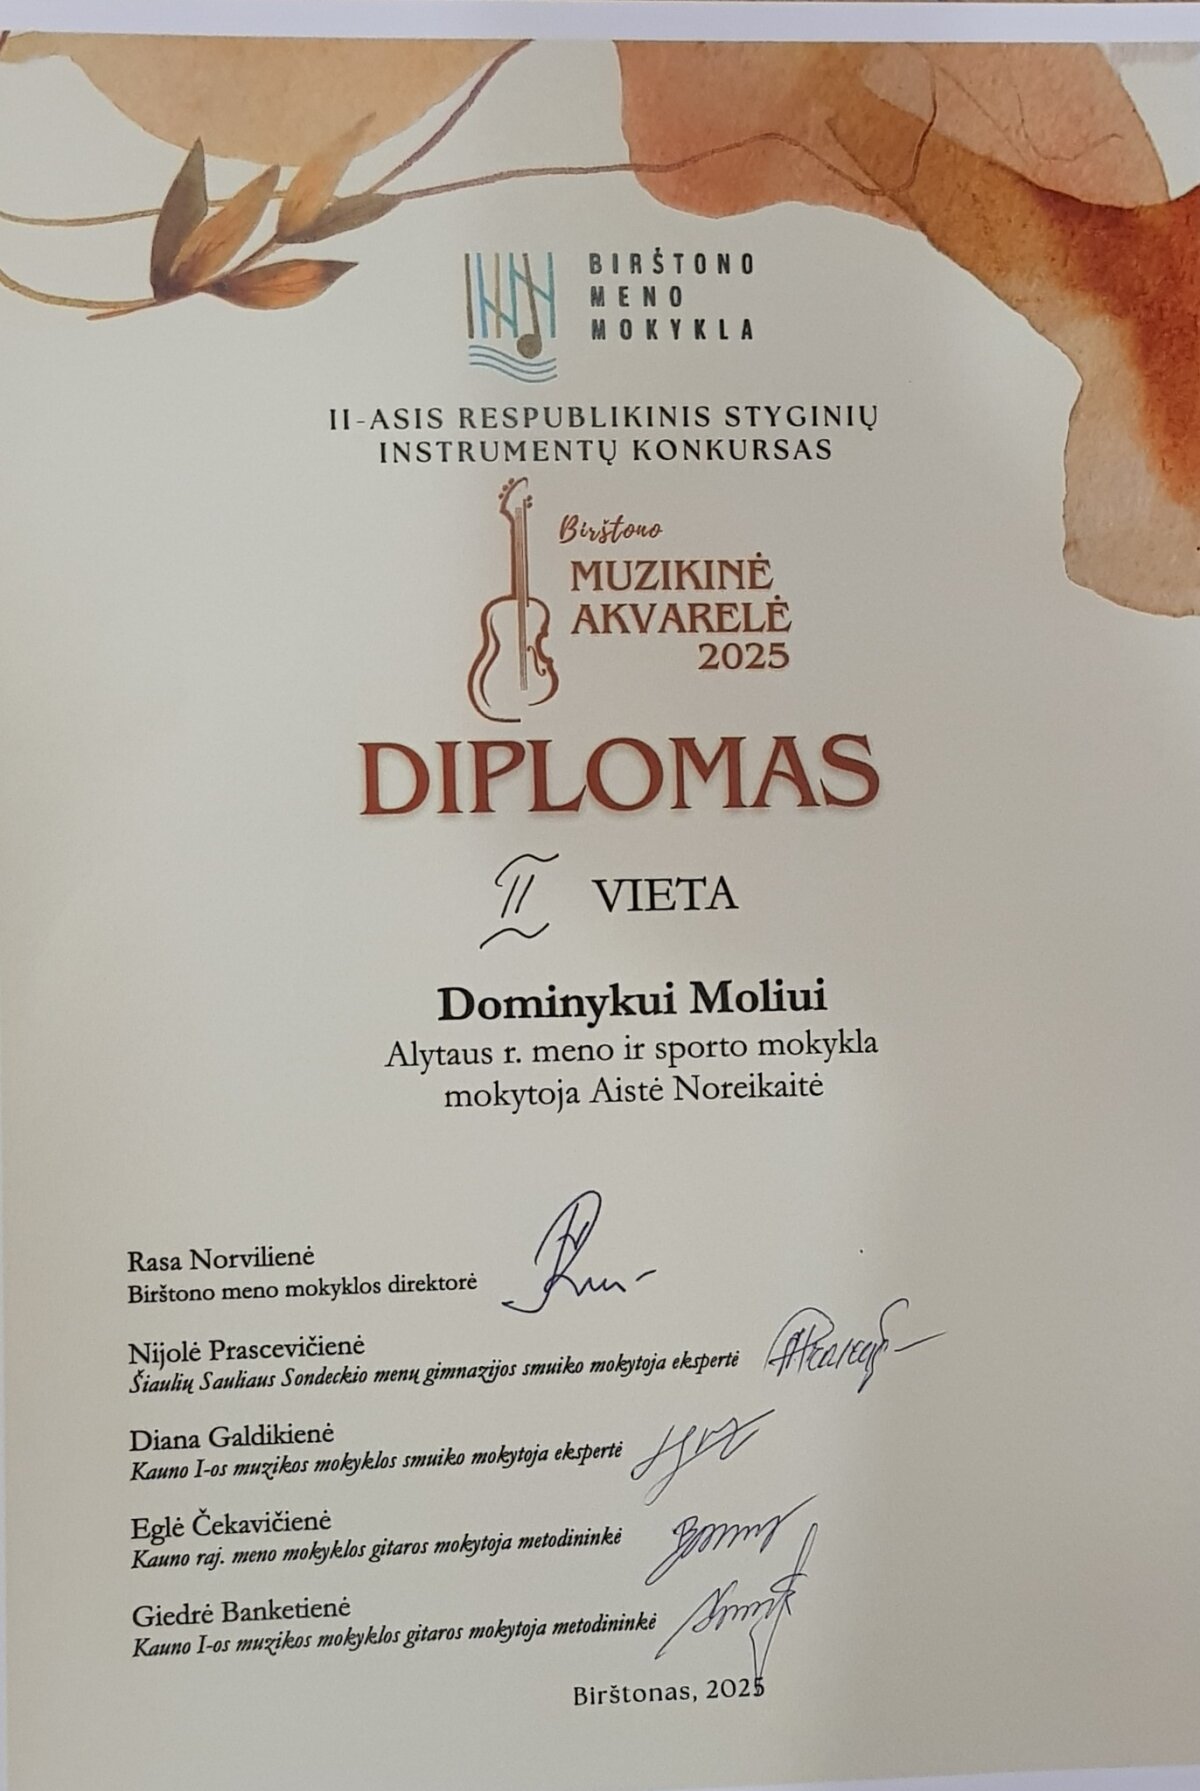 BIRŠTONO
MENO
MOKYKLA
II-ASIS RESPUBLIKINIS STYGINIŲ
INSTRUMENTŲ KONKURSAS
Birštono
MUZIKINĖ
AKVARELĖ
2025
DIPLOMAS
II VIETA
Dominykui Moliui
Alytaus r. meno ir sporto mokykla
mokytoja Aistė Noreikaitė
Rasa Norvilienė
Birštono meno mokyklos direktorė
Nijolė Prascevičienė
Šiaulių Sauliaus Sondeckio menų gimnazijos smuiko mokytoja ekspertė
Diana Galdikienė
Kauno I-os muzikos mokyklos smuiko mokytoja ekspertė
Eglė Čekavičienė
Kauno raj. meno mokyklos gitaros mokytoja metodininkė
Giedrė Banketienė
Kauno I-os muzikos mokyklos gitaros mokytoja metodininkė
Birštonas, 2025